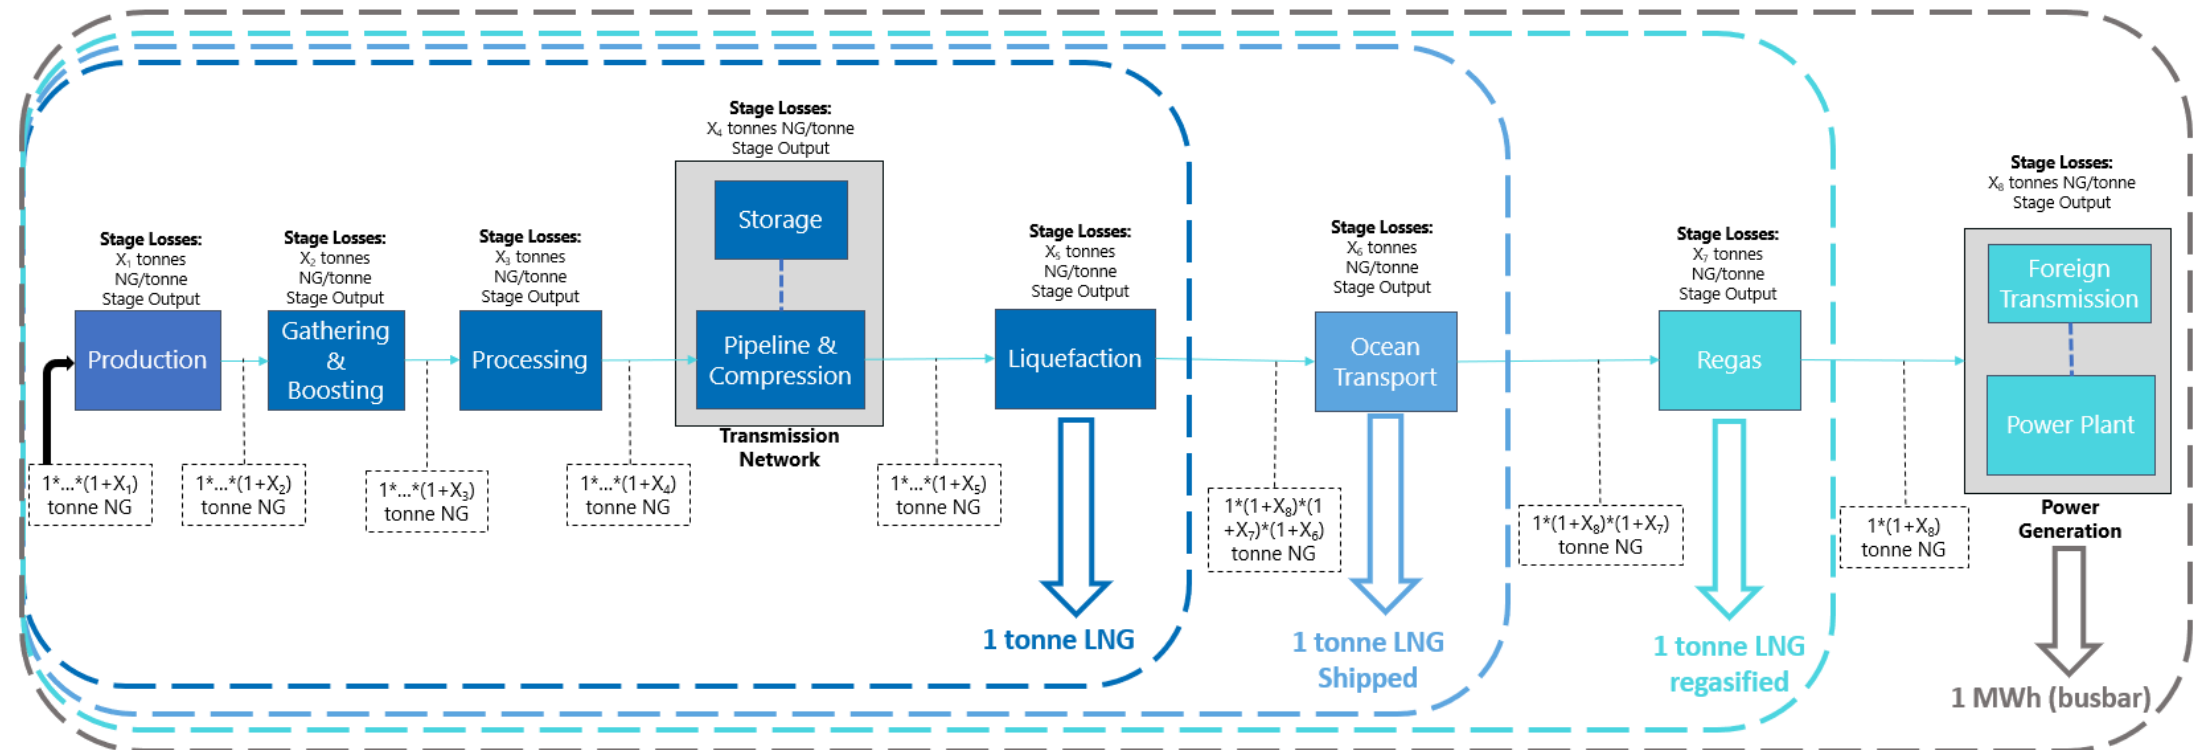 Stage Losses:
X₁ tonnes
NG/tonne
Stage Output
Production
1*...*(1+X₁)
tonne NG
Stage Losses:
X₂ tonnes
NG/tonne
Stage Output
Gathering
&
Boosting
1*...*(1+X₂)
tonne NG
Stage Losses:
X₃ tonnes
NG/tonne
Stage Output
Processing
1*...*(1+X₃)
tonne NG
Stage Losses:
X₄ tonnes NG/tonne
Stage Output
Storage
Pipeline &
Compression
Transmission
Network
1*...*(1+X₄)
tonne NG
Stage Losses:
X₅ tonnes
NG/tonne
Stage Output
Liquefaction
1*...*(1+X₅)
tonne NG
1 tonne LNG
Stage Losses:
X₆ tonnes
NG/tonne
Stage Output
Ocean
Transport
1*(1+X₈)*(1
+X₇)*(1+X₆)
tonne NG
1 tonne LNG
Shipped
Stage Losses:
X₇ tonnes
NG/tonne
Stage Output
Regas
1*(1+X₈)*(1+X₇)
tonne NG
1 tonne LNG
regasified
Stage Losses:
X₈ tonnes NG/tonne
Stage Output
Foreign
Transmission
Power Plant
Power
Generation
1*(1+X₈)
tonne NG
1 MWh (busbar)